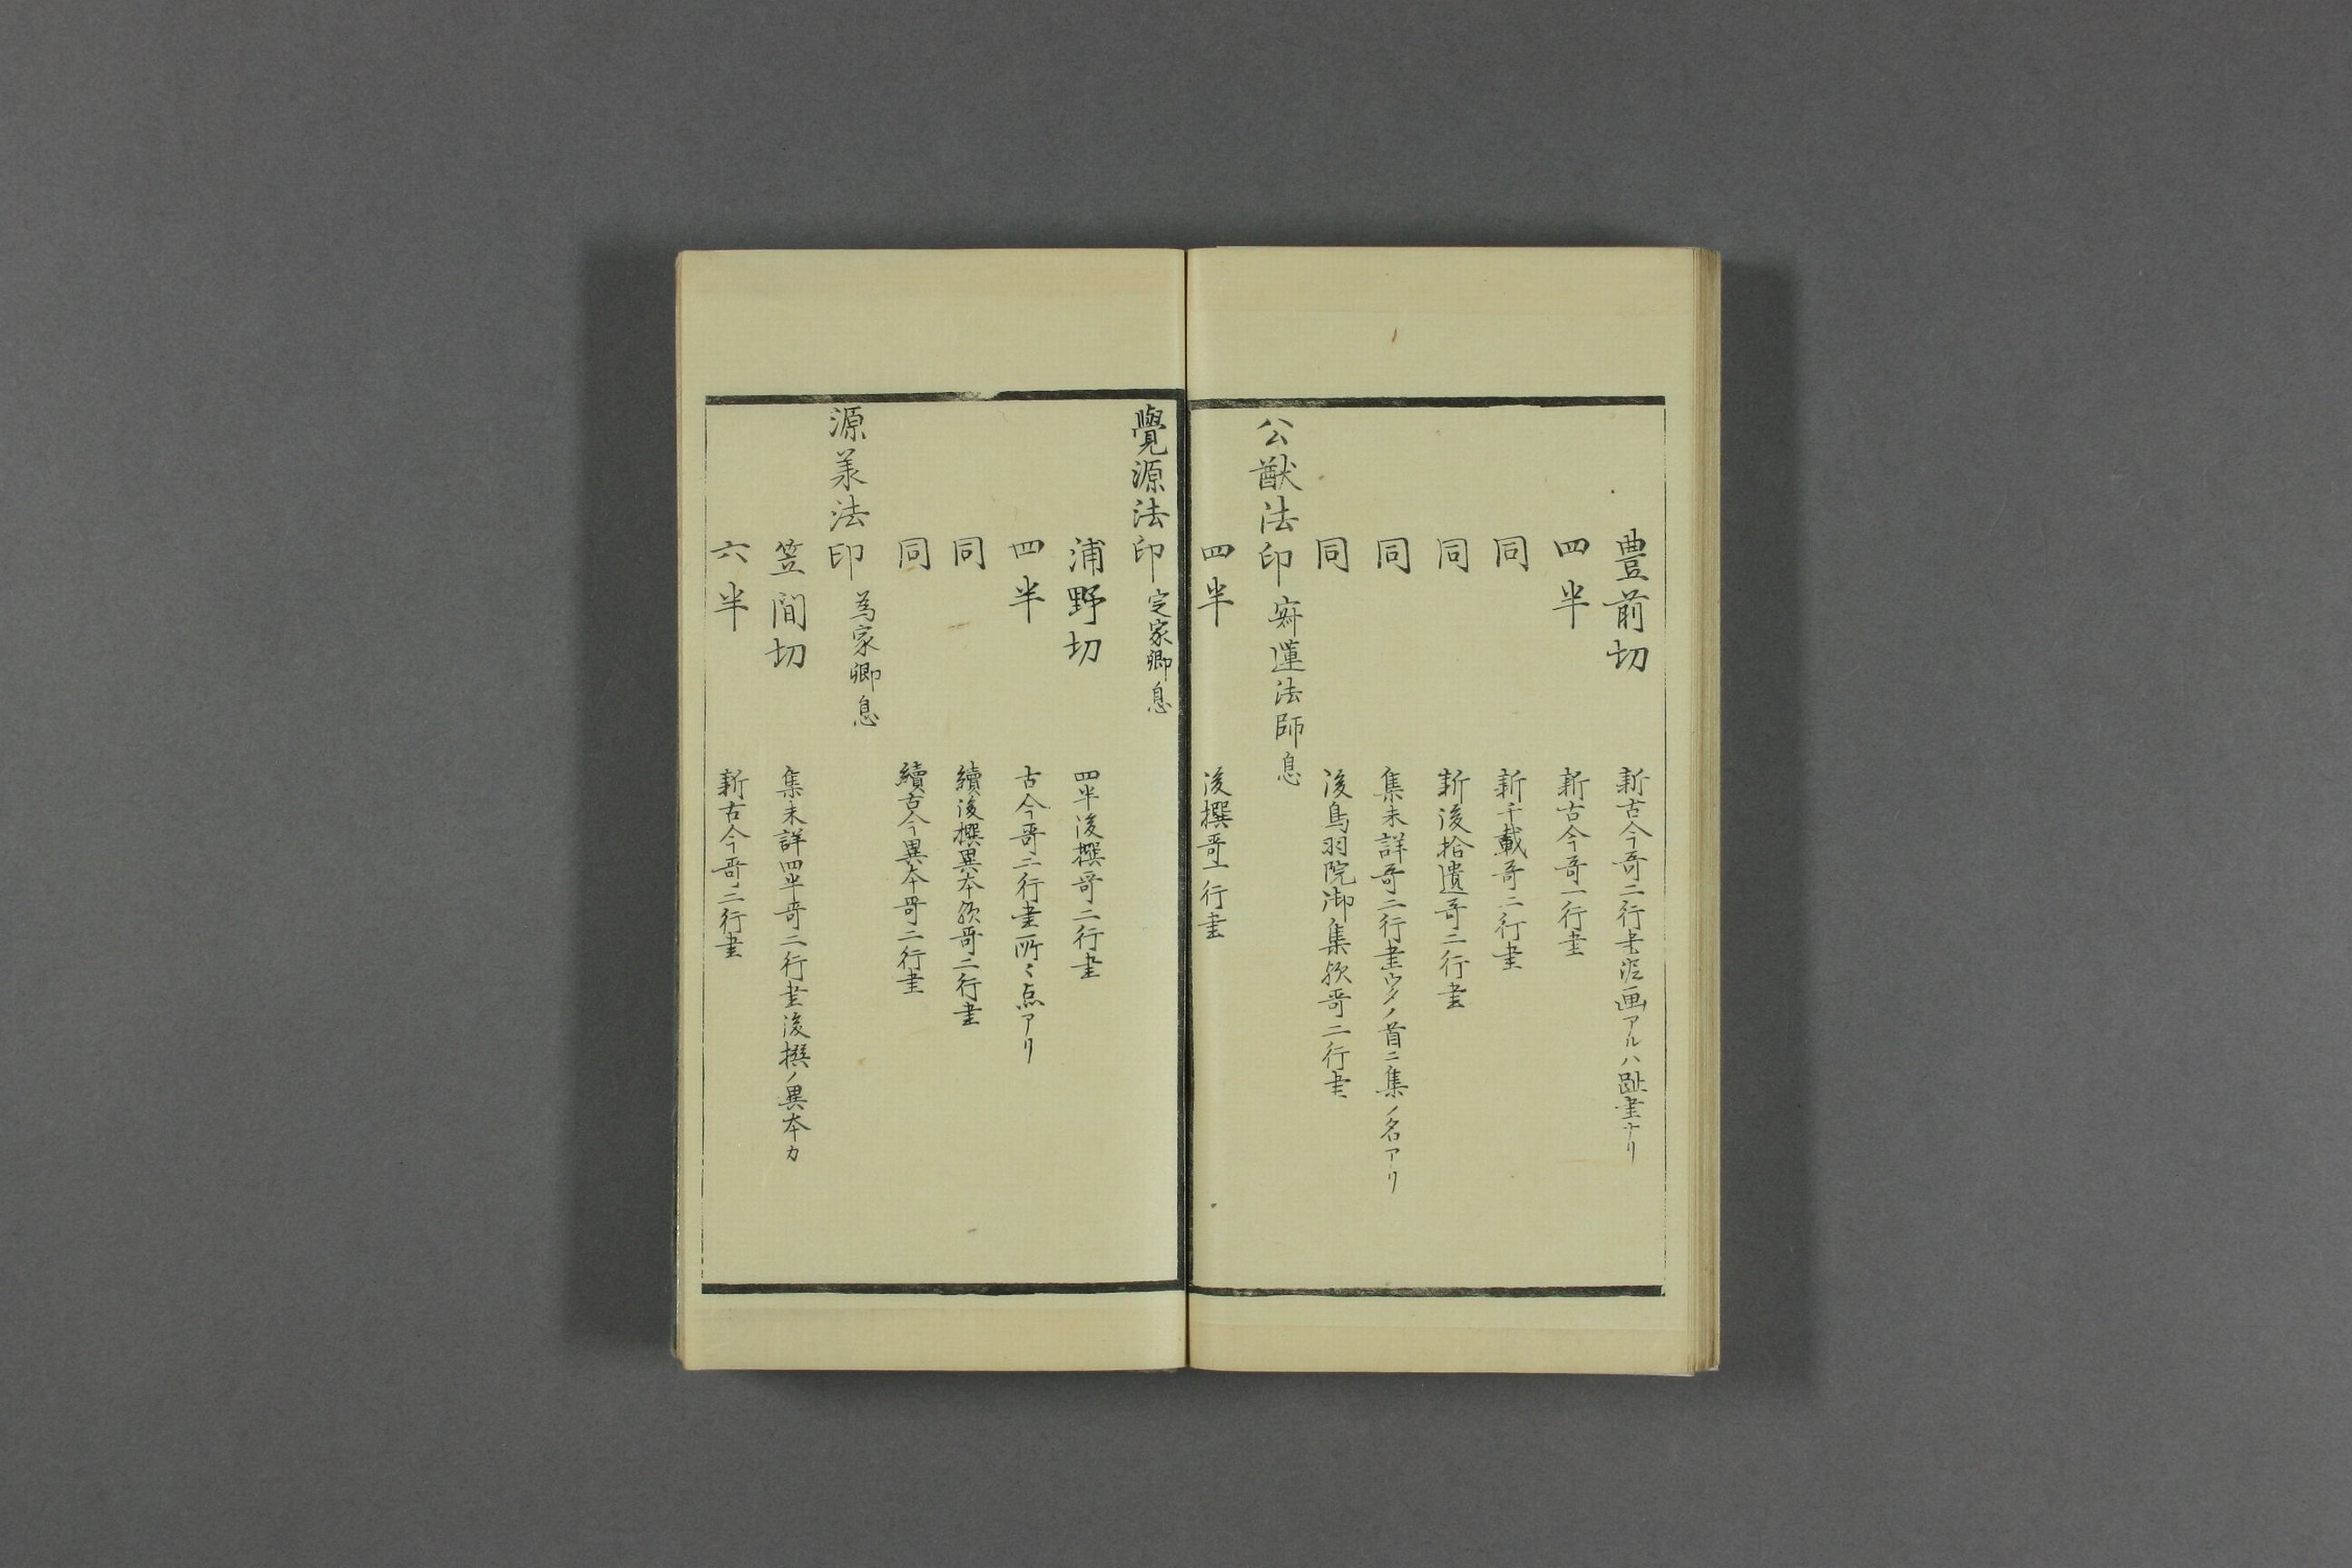 豊前切 新古今哥二行書泥画アルハ跡書ナリ
四半 新古今哥一行書
同 新千載哥二行書
同 新後拾遺哥二行書
同 集未詳哥二行書ウタノ首ニ集ノ名アリ
同 後鳥羽院御集欤哥二行書
公猷法印 寂蓮法師息
四半 後撰哥一行書
覺源法印 定家卿息
浦野切 四半後撰哥二行書
四半 古今哥二行書所〻点アリ
同 續後撰異本欤哥二行書
同 續古今異本哥二行書
源承法印 為家卿息
笠間切 集未詳四半哥二行書後撰ノ異本カ
六半 新古今哥二行書